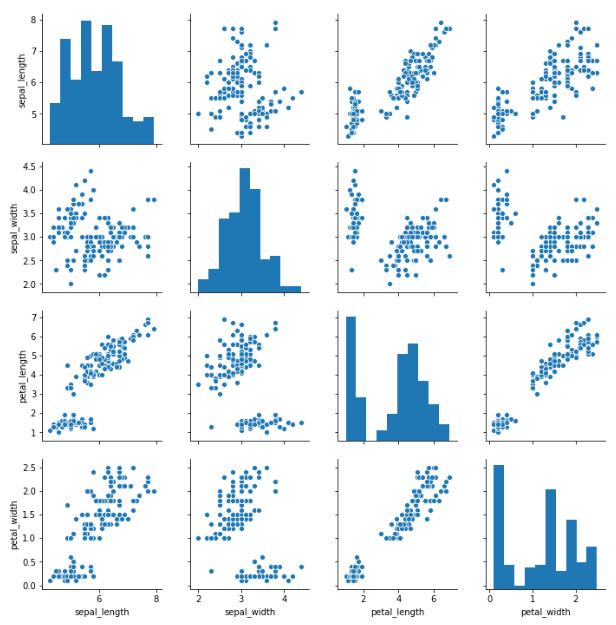 8
7
6
5
sepal_length
4.5
4.0
3.5
3.0
2.5
2.0
sepal_width
7
6
5
4
3
2
1
petal_length
2.5
2.0
1.5
1.0
0.5
0.0
petal_width
6 8
sepal_length
2 3 4
sepal_width
2 4 6
petal_length
0 1 2
petal_width